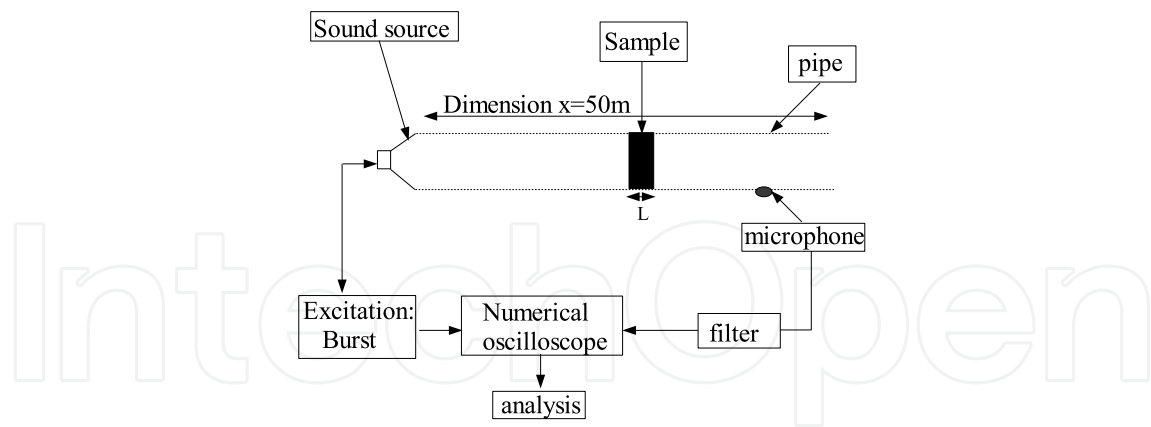 Sound source
Sample
pipe
Dimension x=50m
L
microphone
Excitation:
Burst
Numerical
oscilloscope
filter
analysis
IntechOpen